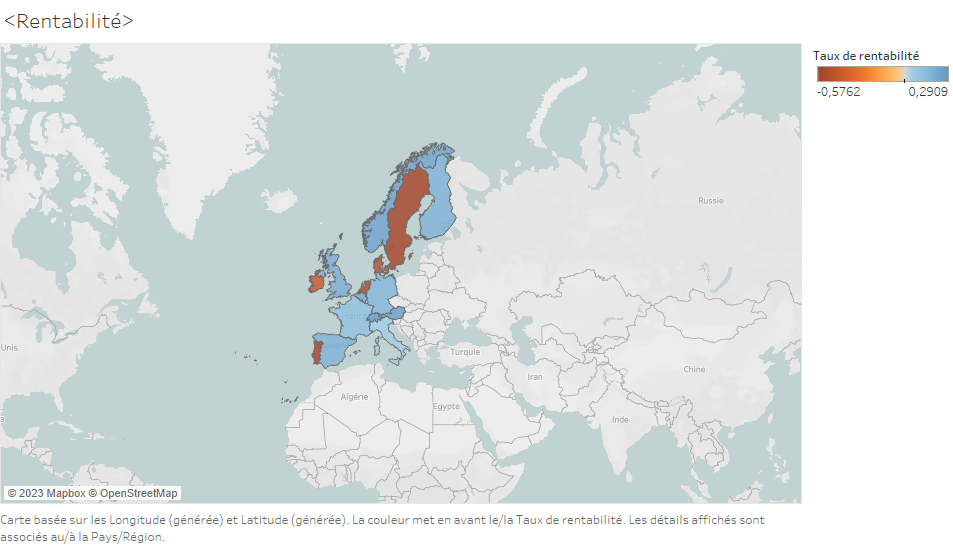 <Rentabilité>
Taux de rentabilité
-0,5762
0,2909
Russie
France
Unis
Turquie
Chine
Iran
Algérie
Egypte
Inde
© 2023 Mapbox © OpenStreetMap
Carte basée sur les Longitude (générée) et Latitude (générée). La couleur met en avant le/la Taux de rentabilité. Les détails affichés sont
associés au/à la Pays/Région.